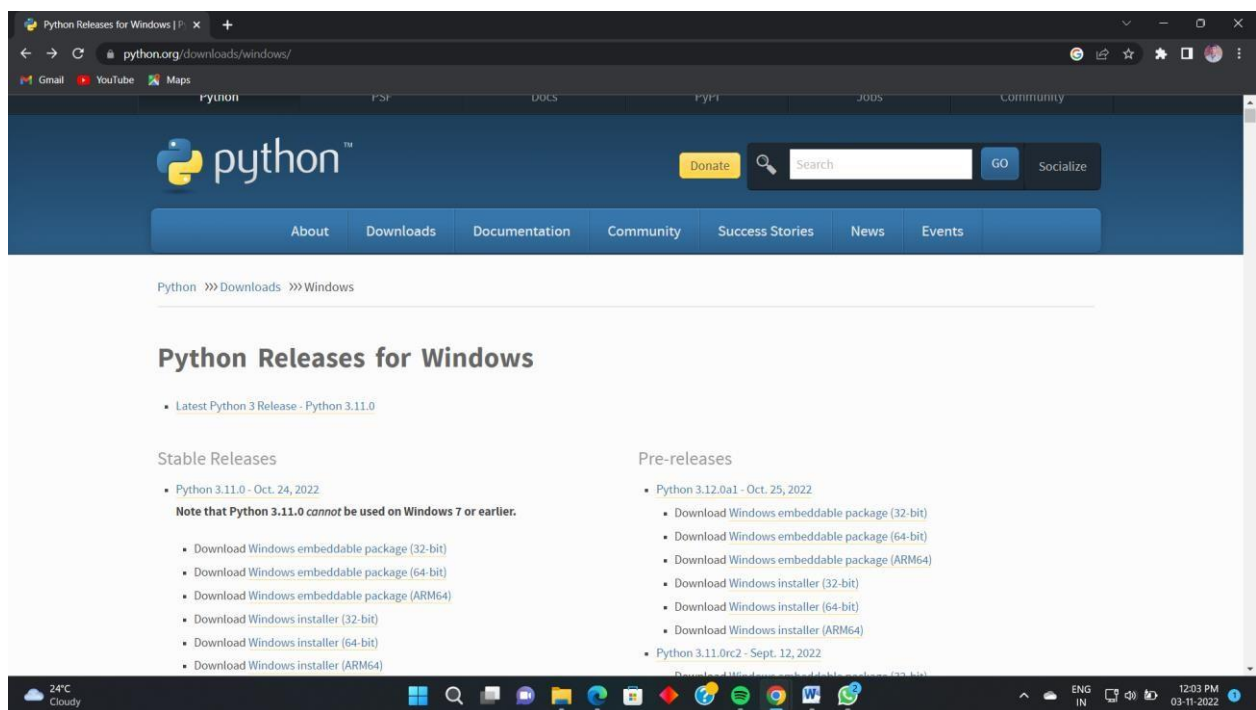 Python Releases for Windows | P
python.org/downloads/windows/
Gmail YouTube Maps
Python PSF Docs PyPI Jobs Community
python™
Donate Search GO Socialize
About Downloads Documentation Community Success Stories News Events
Python >>> Downloads >>> Windows
Python Releases for Windows
Latest Python 3 Release - Python 3.11.0
Stable Releases
Python 3.11.0 - Oct. 24, 2022
Note that Python 3.11.0 cannot be used on Windows 7 or earlier.
Download Windows embeddable package (32-bit)
Download Windows embeddable package (64-bit)
Download Windows embeddable package (ARM64)
Download Windows installer (32-bit)
Download Windows installer (64-bit)
Download Windows installer (ARM64)
Pre-releases
Python 3.12.0a1 - Oct. 25, 2022
Download Windows embeddable package (32-bit)
Download Windows embeddable package (64-bit)
Download Windows embeddable package (ARM64)
Download Windows installer (32-bit)
Download Windows installer (64-bit)
Download Windows installer (ARM64)
Python 3.11.0rc2 - Sept. 12, 2022
Download Windows embeddable package (32-bit)
24°C
Cloudy
ENG
IN
12:03 PM
03-11-2022
1